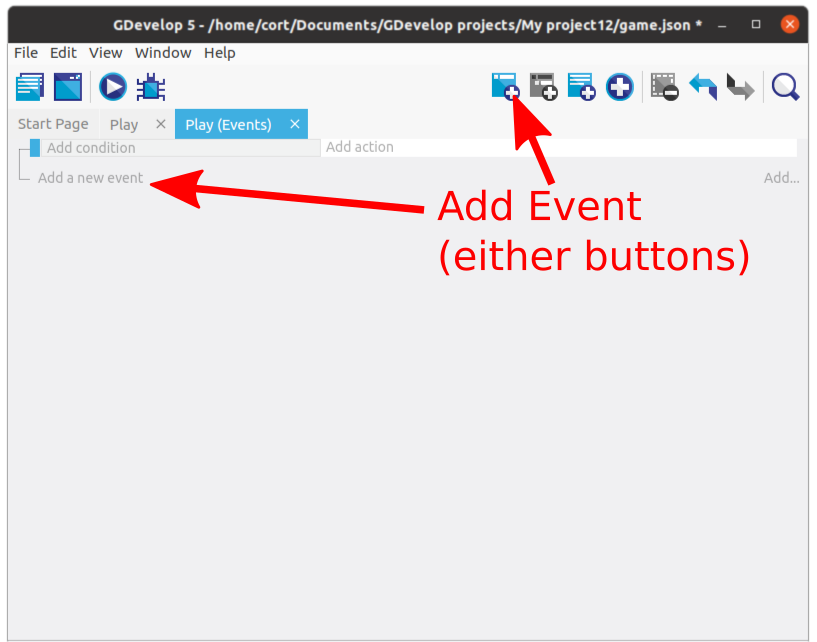 GDevelop 5 - /home/cort/Documents/GDevelop projects/My project12/game.json *
File Edit View Window Help
Start Page Play × Play (Events) ×
Add condition Add action
Add a new event Add...
Add Event
(either buttons)